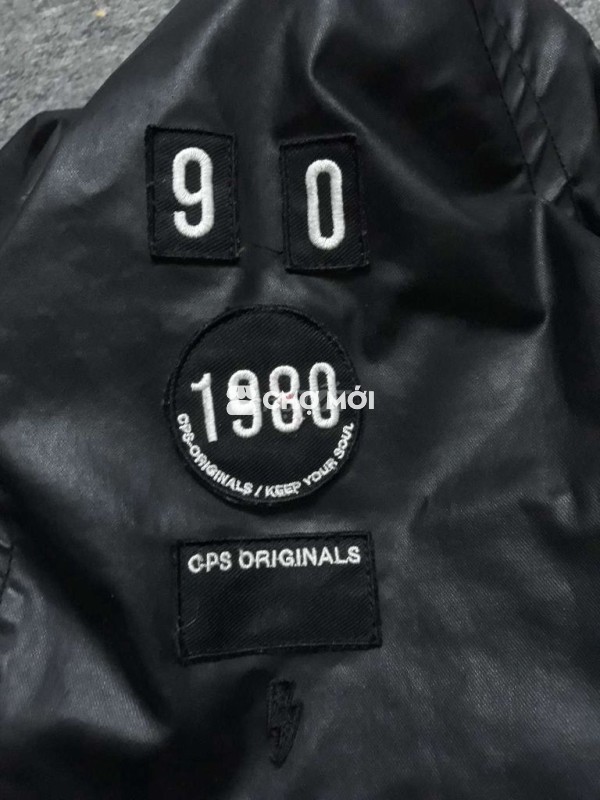 9 0
1980
CHỢ MỚI
CPS-ORIGINALS / KEEP YOUR SOUL
CPS ORIGINALS